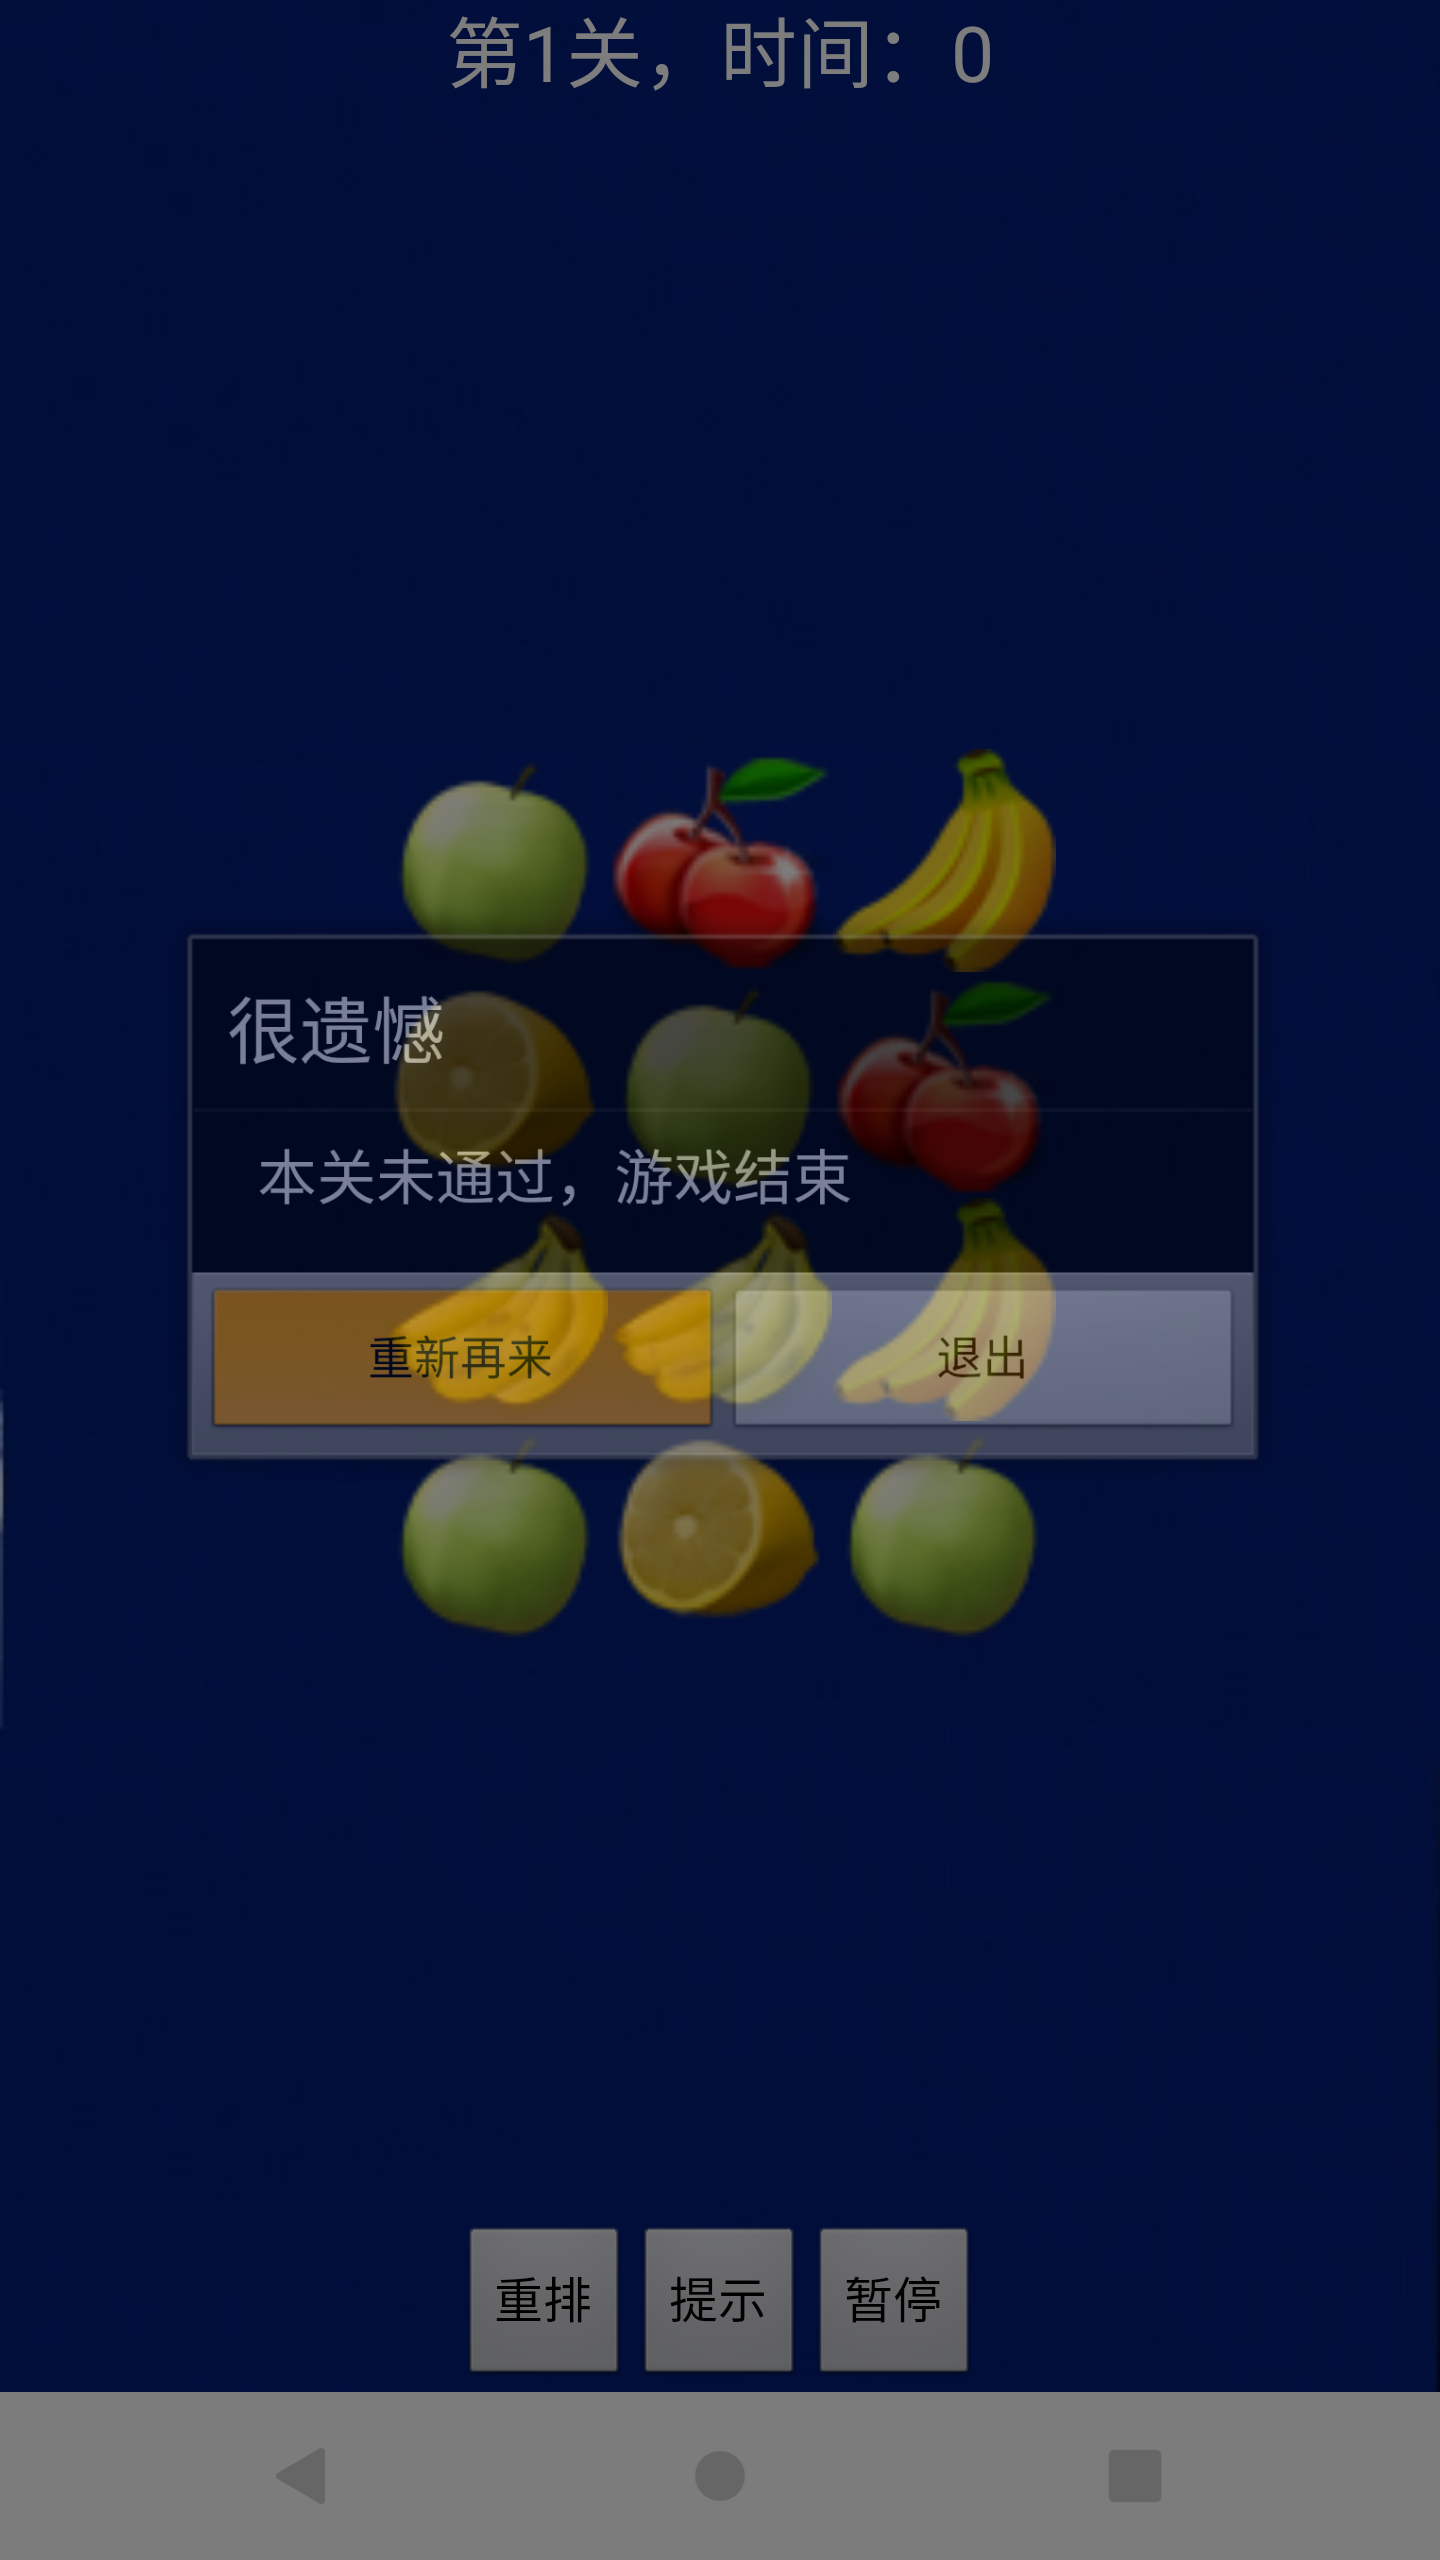 第1关，时间：0
很遗憾
本关未通过，游戏结束
重新再来
退出
重排
提示
暂停